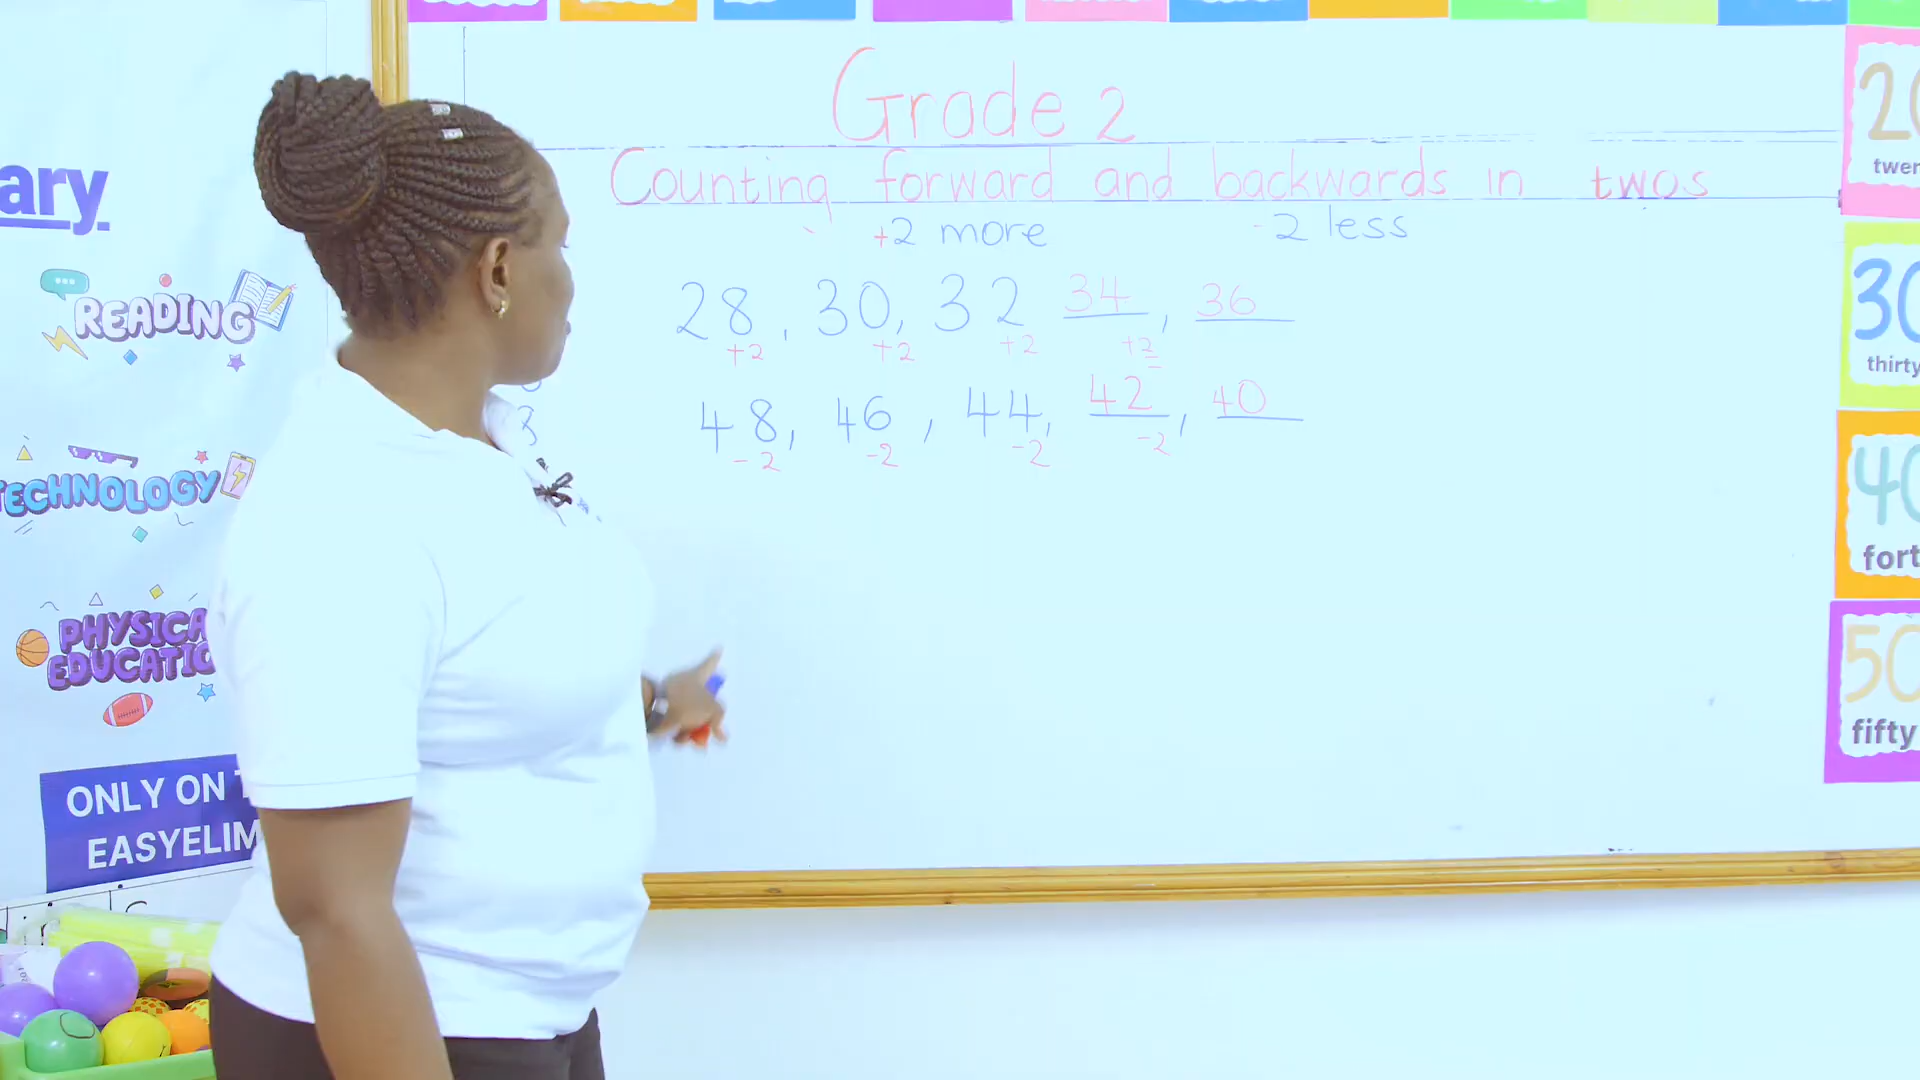 Grade 2
Counting forward and backwards in twos
+2 more -2 less
28, 30, 32 34, 36
+2 +2 +2 +2
48, 46, 44, 42, 40
-2 -2 -2 -2
ary
READING
TECHNOLOGY
PHYSICA
EDUCATIO
ONLY ON T
EASYELIM
20
twen
30
thirty
40
fort
50
fifty